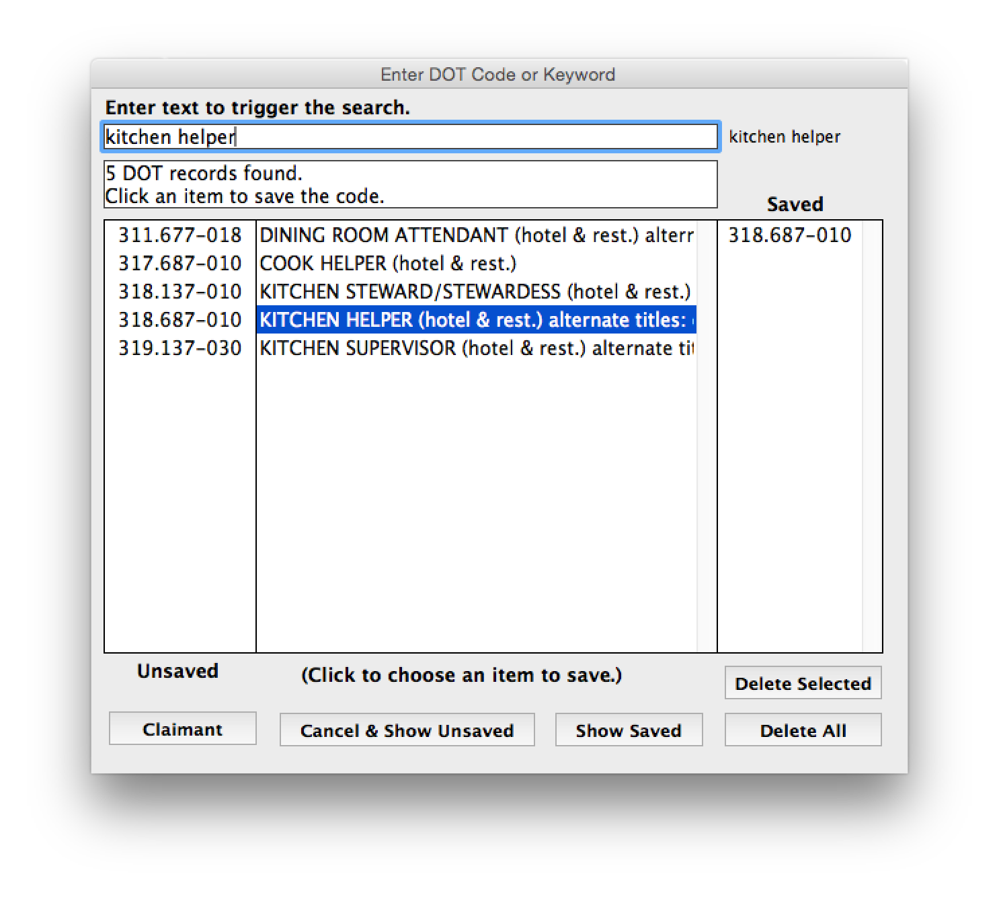 Enter DOT Code or Keyword
Enter text to trigger the search.
kitchen helper kitchen helper
5 DOT records found.
Click an item to save the code.
Saved
311.677-018 DINING ROOM ATTENDANT (hotel & rest.) alterr 318.687-010
317.687-010 COOK HELPER (hotel & rest.)
318.137-010 KITCHEN STEWARD/STEWARDESS (hotel & rest.)
318.687-010 KITCHEN HELPER (hotel & rest.) alternate titles:
319.137-030 KITCHEN SUPERVISOR (hotel & rest.) alternate tit
Unsaved (Click to choose an item to save.)
Delete Selected
Claimant Cancel & Show Unsaved Show Saved Delete All